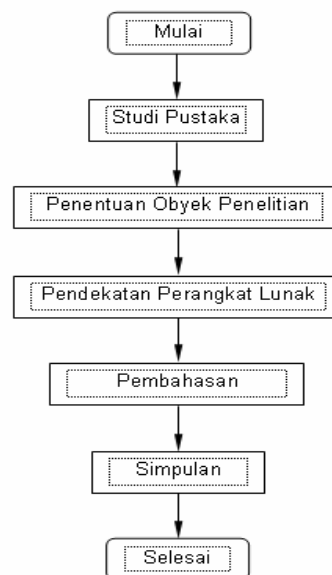 Mulai
Studi Pustaka
Penentuan Obyek Penelitian
Pendekatan Perangkat Lunak
Pembahasan
Simpulan
Selesai